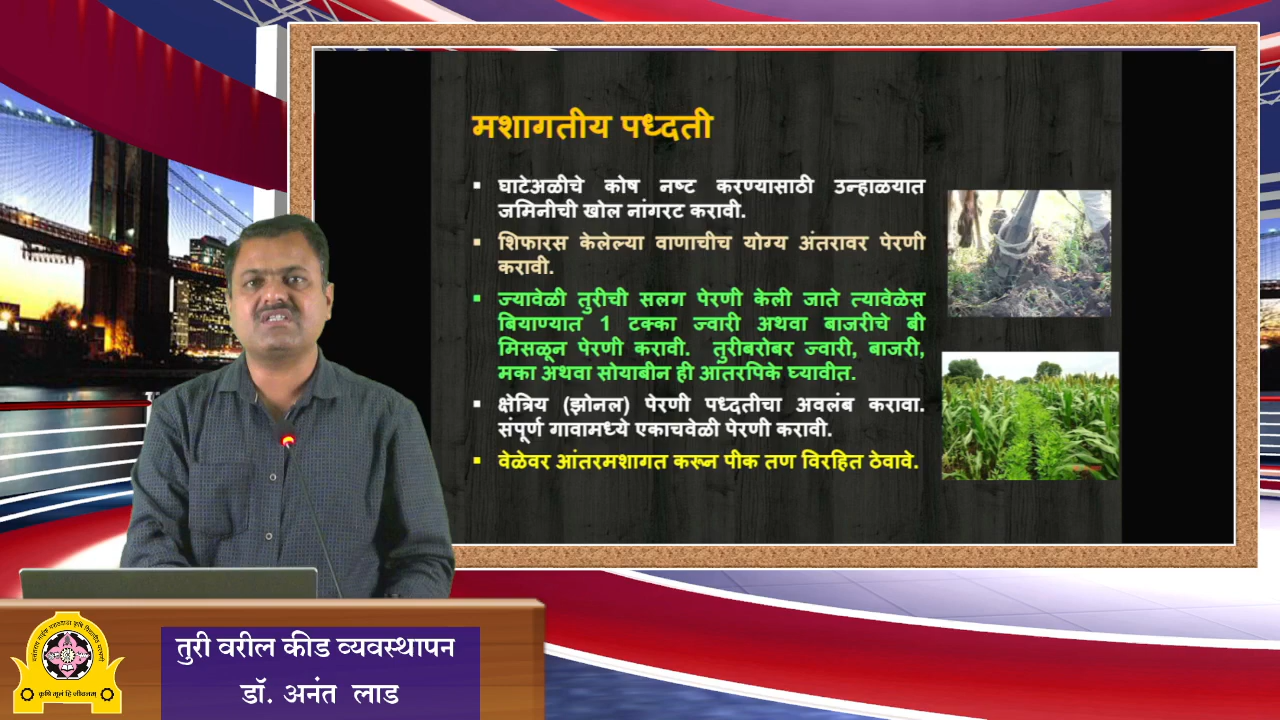 मशागतीय पध्दती
▪ घाटेअळीचे कोष नष्ट करण्यासाठी उन्हाळयात
जमिनीची खोल नांगरट करावी.
▪ शिफारस केलेल्या वाणाचीच योग्य अंतरावर पेरणी
करावी.
▪ ज्यावेळी तुरीची सलग पेरणी केली जाते त्यावेळेस
बियाण्यात 1 टक्का ज्वारी अथवा बाजरीचे बी
मिसळून पेरणी करावी. तुरीबरोबर ज्वारी, बाजरी,
मका अथवा सोयाबीन ही आंतरपिके घ्यावीत.
▪ क्षेत्रिय (झोनल) पेरणी पध्दतीचा अवलंब करावा.
संपूर्ण गावामध्ये एकाचवेळी पेरणी करावी.
▪ वेळेवर आंतरमशागत करून पीक तण विरहित ठेवावे.
तुरी वरील कीड व्यवस्थापन
डॉ. अनंत लाड
कृषि मूलं हि जीवनम्